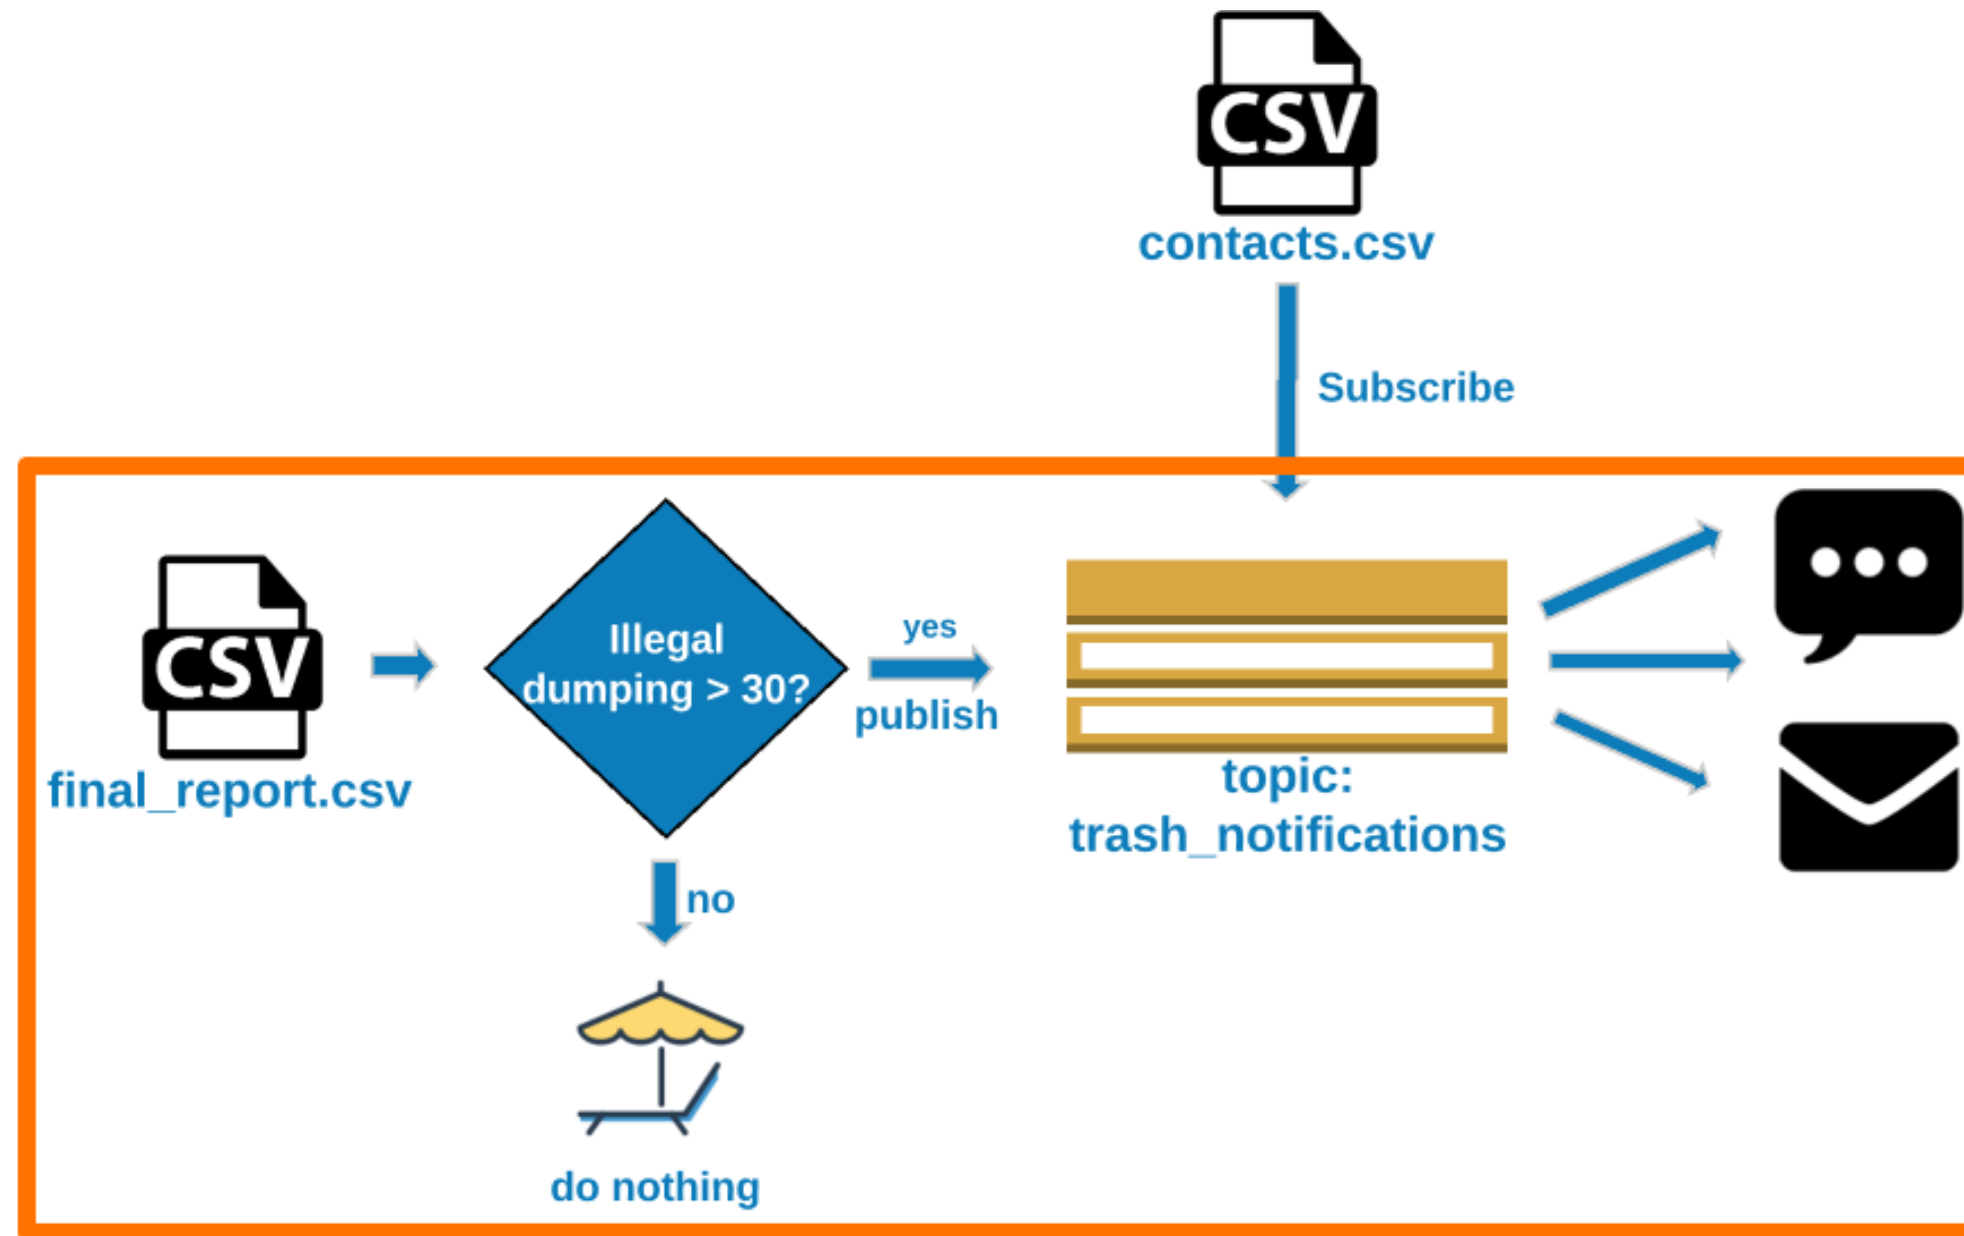 CSV
contacts.csv
Subscribe
CSV
final_report.csv
Illegal
dumping > 30?
yes
publish
topic:
trash_notifications
no
do nothing